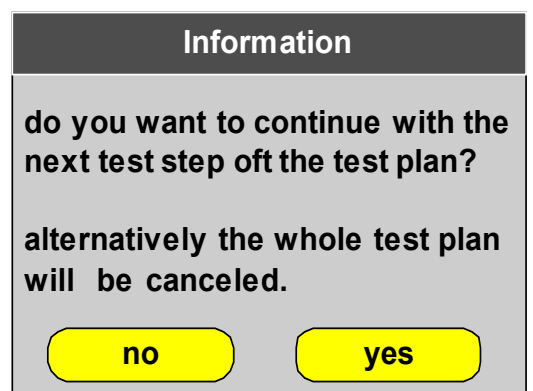 Information
do you want to continue with the
next test step oft the test plan?
alternatively the whole test plan
will be canceled.
no yes